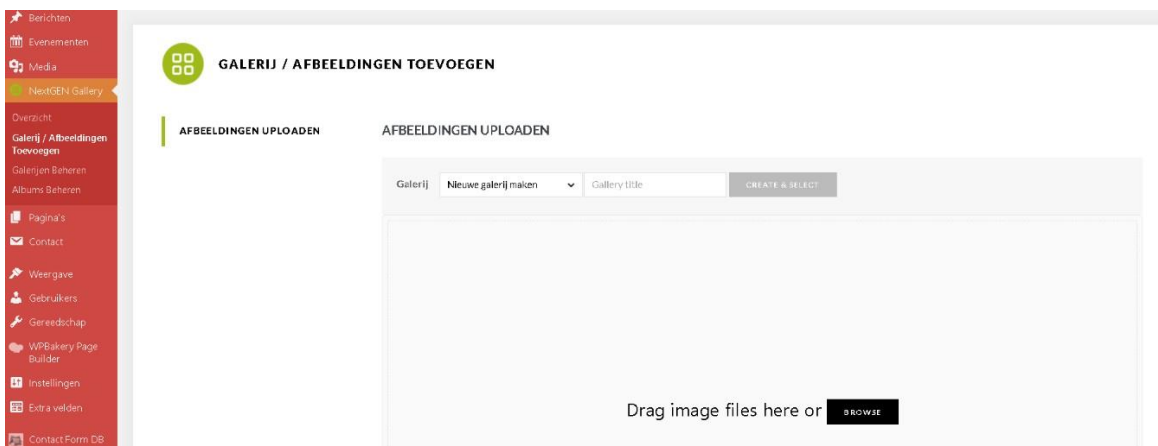 Berichten
Evenementen
Media
NextGEN Gallery
Overzicht
Galerij / Afbeeldingen
Toevoegen
Galerijen Beheren
Albums Beheren
Pagina's
Contact
Weergave
Gebruikers
Gereedschap
WPBakery Page
Builder
Instellingen
Extra velden
Contact Form DB
GALERIJ / AFBEELDINGEN TOEVOEGEN
AFBEELDINGEN UPLOADEN
AFBEELDINGEN UPLOADEN
Galerij Nieuwe galerij maken Gallery title CREATE & SELECT
Drag image files here or BROWSE